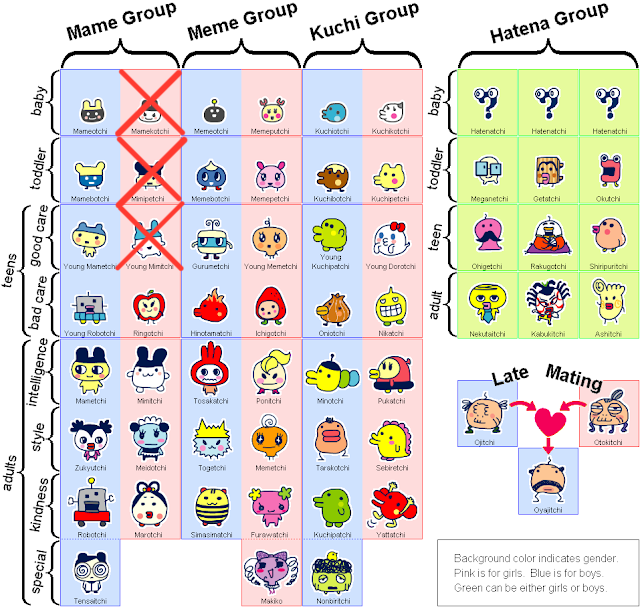 Mame Group Meme Group Kuchi Group Hatena Group
baby Mameotchi Mamekotchi Memeotchi Memeputchi Kuchiotchi Kuchikotchi baby Hatenatchi Hatenatchi Hatenatchi
toddler Mamebotchi Minipetchi Memebotchi Memepetchi Kuchibotchi Kuchipetchi toddler Meganetchi Getatchi Okutchi
teens good care Young Mametchi Young Mimitchi Gurumetchi Young Memetchi Young Kuchipatchi Young Dorotchi teen Ohigetchi Rakugotchi Shiripuritchi
bad care Young Robotchi Ringotchi Hinotamatchi Ichigotchi Oniotchi Nikatchi adult Nekutaitchi Kabukitchi Ashitchi
adults intelligence Mametchi Mimitchi Tosakatchi Ponitchi Minotchi Pukatchi
style Zukyutchi Meidotchi Togetchi Memetchi Tarakotchi Sebiretchi
kindness Robotchi Marotchi Simasimatchi Furawatchi Kuchipatchi Yattatchi
special Tensaitchi Makiko Nonbiritchi
Late Mating
Ojitchi Otokitchi
Oyajitchi
Background color indicates gender.
Pink is for girls. Blue is for boys.
Green can be either girls or boys.